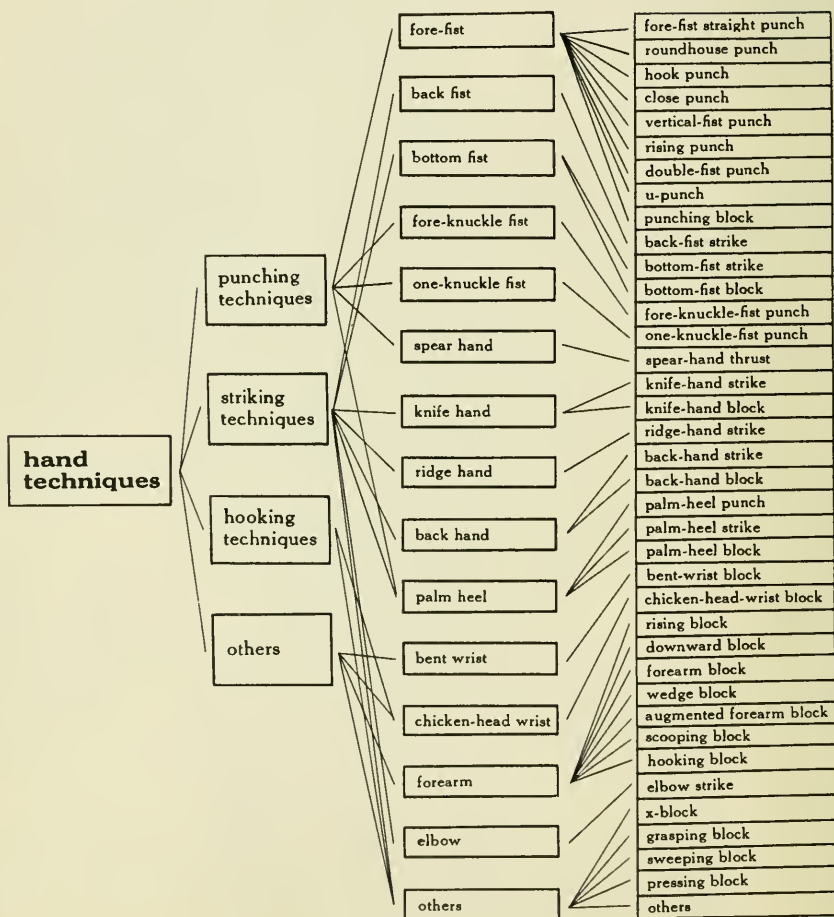 hand
techniques
punching
techniques
striking
techniques
hooking
techniques
others
fore-fist
back fist
bottom fist
fore-knuckle fist
one-knuckle fist
spear hand
knife hand
ridge hand
back hand
palm heel
bent wrist
chicken-head wrist
forearm
elbow
others
fore-fist straight punch
roundhouse punch
hook punch
close punch
vertical-fist punch
rising punch
double-fist punch
u-punch
punching block
back-fist strike
bottom-fist strike
bottom-fist block
fore-knuckle-fist punch
one-knuckle-fist punch
spear-hand thrust
knife-hand strike
knife-hand block
ridge-hand strike
back-hand strike
back-hand block
palm-heel punch
palm-heel strike
palm-heel block
bent-wrist block
chicken-head-wrist block
rising block
downward block
forearm block
wedge block
augmented forearm block
scooping block
hooking block
elbow strike
x-block
grasping block
sweeping block
pressing block
others